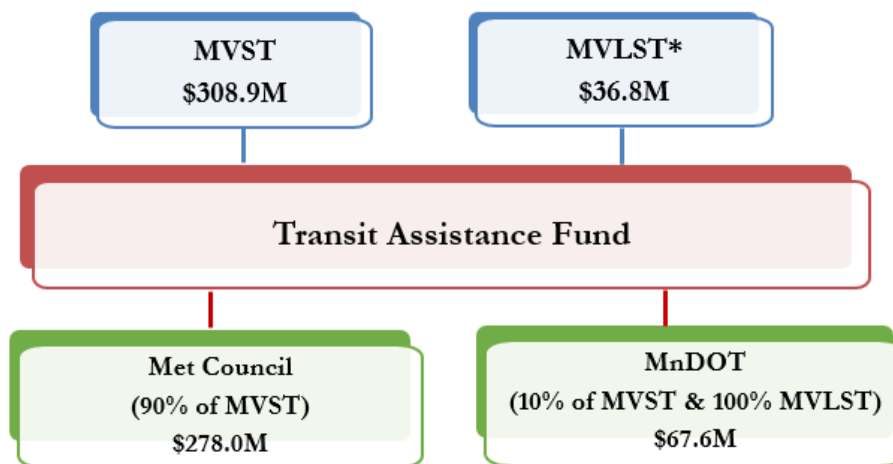 MVST
$308.9M
MVLST*
$36.8M
Transit Assistance Fund
Met Council
(90% of MVST)
$278.0M
MnDOT
(10% of MVST & 100% MVLST)
$67.6M